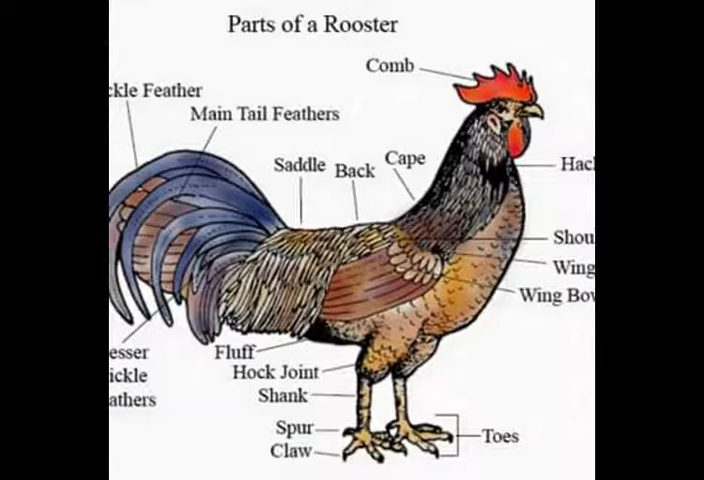 Parts of a Rooster
Comb
ckle Feather
Main Tail Feathers
Saddle
Back
Cape
Hac
Shou
Wing
Wing Bo
esser
ickle
athers
Fluff
Hock Joint
Shank
Spur
Claw
Toes